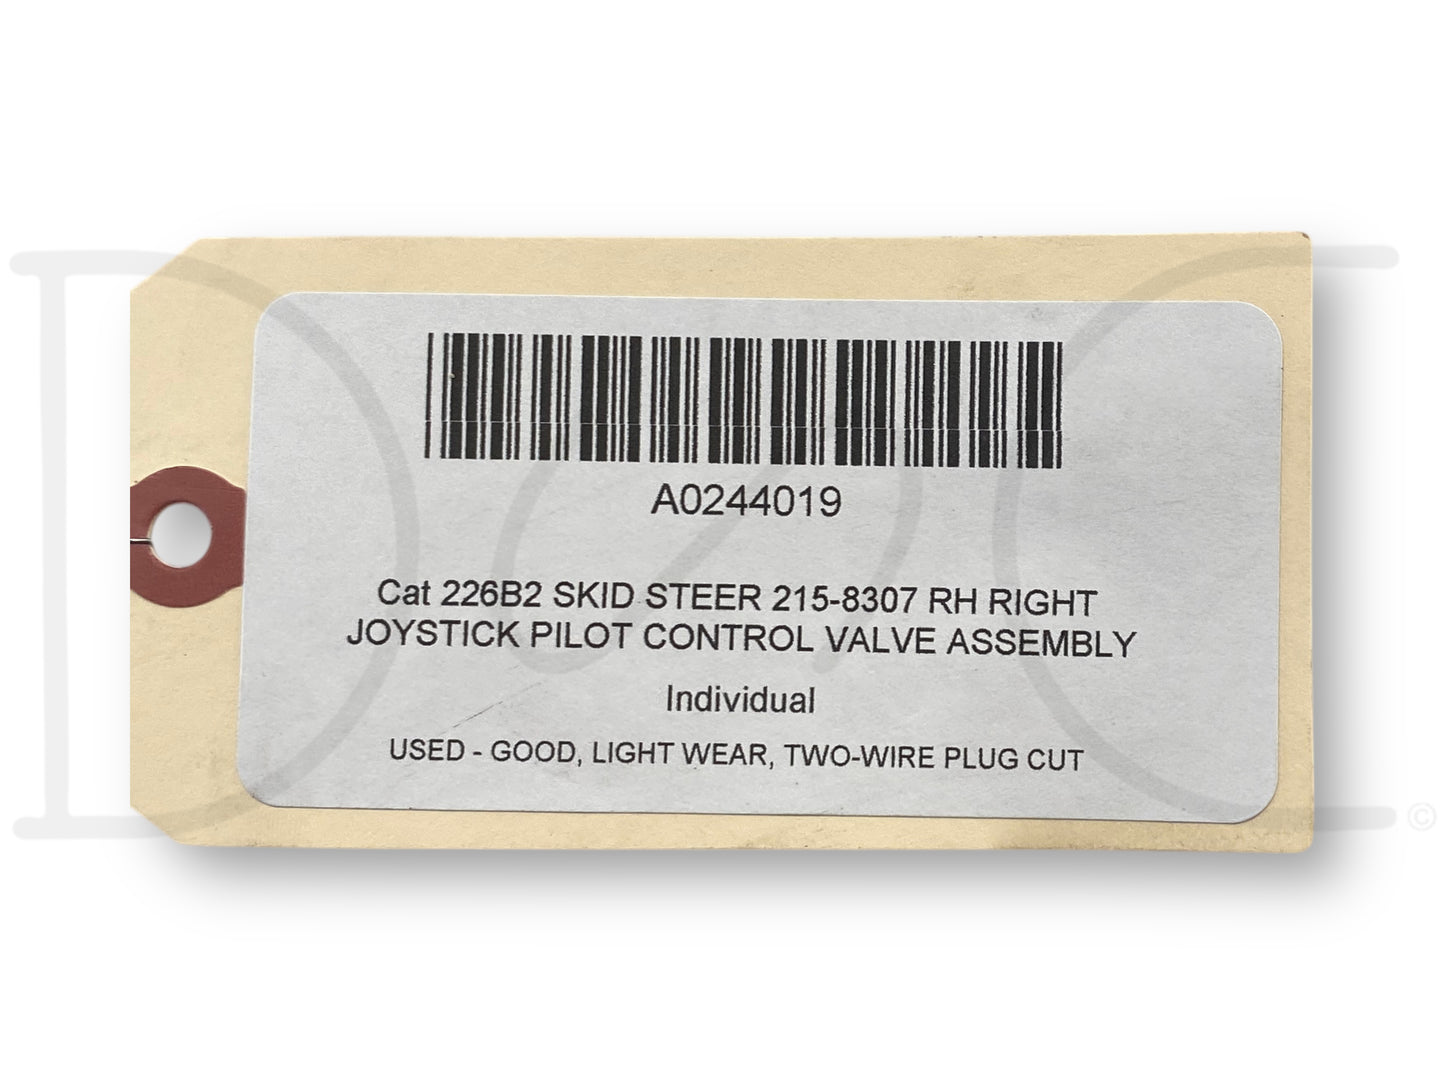 A0244019
Cat 226B2 SKID STEER 215-8307 RH RIGHT
JOYSTICK PILOT CONTROL VALVE ASSEMBLY
Individual
USED - GOOD, LIGHT WEAR, TWO-WIRE PLUG CUT
©